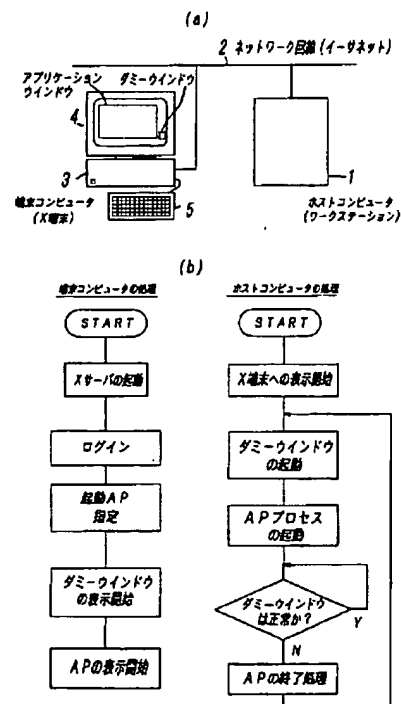 (a)
2 ネットワーク回線(イーサネット)
アプリケーション
ウインドウ
ダミーウインドウ
4
3
端末コンピュータ
(X端末)
5
1
ホストコンピュータ
(ワークステーション)
(b)
端末コンピュータの処理
START
Xサーバの起動
ログイン
起動AP
指定
ダミーウインドウ
の表示開始
APの表示開始
ホストコンピュータの処理
START
X端末への表示開始
ダミーウインドウ
の起動
APプロセス
の起動
ダミーウインドウ
は正常か?
Y
N
APの終了処理